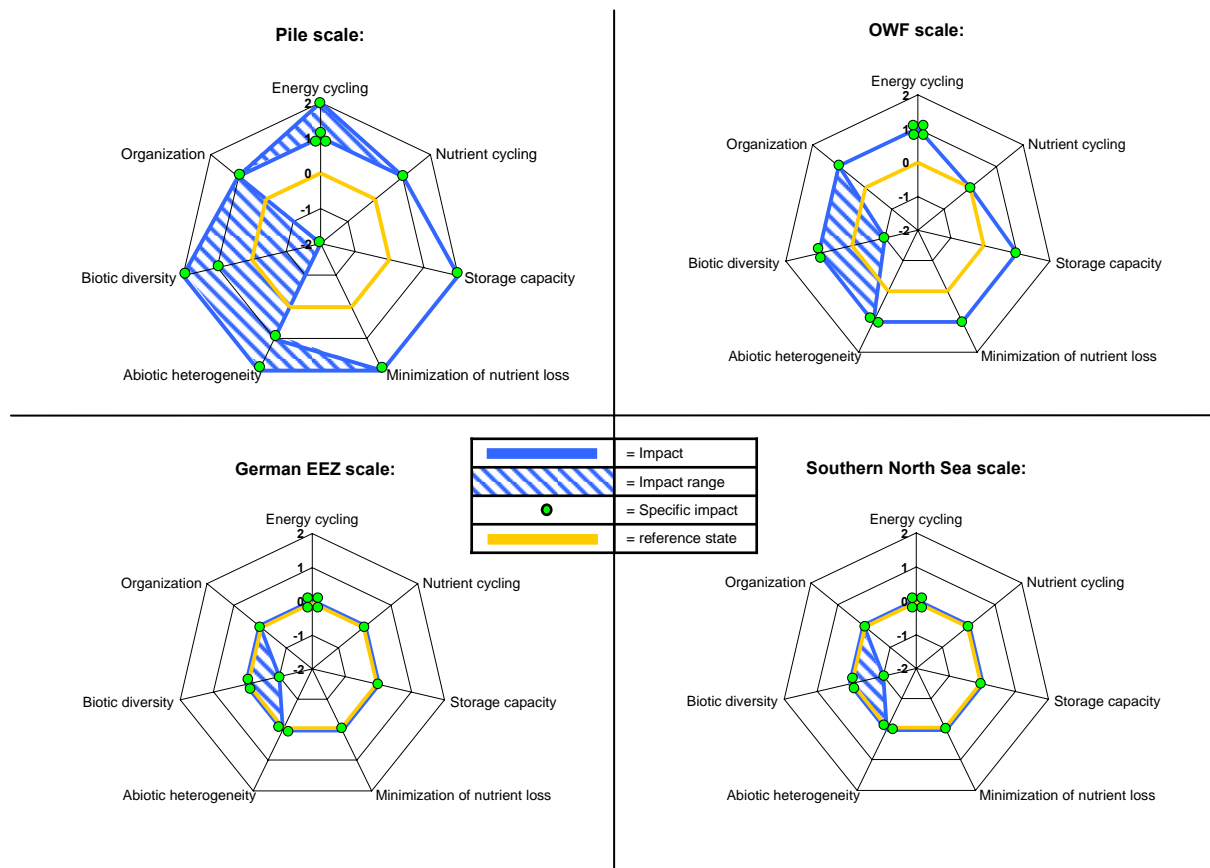 Pile scale:
Energy cycling
2
1
0
-1
-2
Organization
Nutrient cycling
Biotic diversity
Storage capacity
Abiotic heterogeneity
Minimization of nutrient loss
OWF scale:
Energy cycling
2
1
0
-1
-2
Organization
Nutrient cycling
Biotic diversity
Storage capacity
Abiotic heterogeneity
Minimization of nutrient loss
= Impact
= Impact range
= Specific impact
= reference state
German EEZ scale:
Energy cycling
2
1
0
-1
-2
Organization
Nutrient cycling
Biotic diversity
Storage capacity
Abiotic heterogeneity
Minimization of nutrient loss
Southern North Sea scale:
Energy cycling
2
1
0
-1
-2
Organization
Nutrient cycling
Biotic diversity
Storage capacity
Abiotic heterogeneity
Minimization of nutrient loss